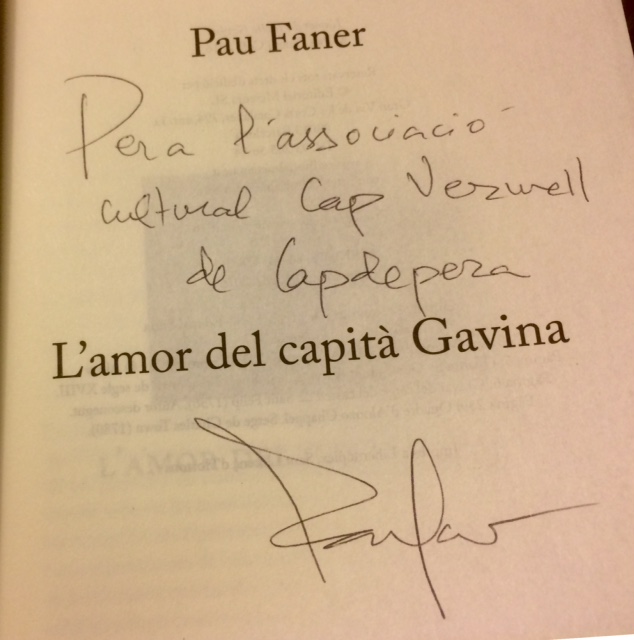 Pau Faner
Per a l'associació
cultural Cap Vermell
de Capdepera
L'amor del capità Gavina